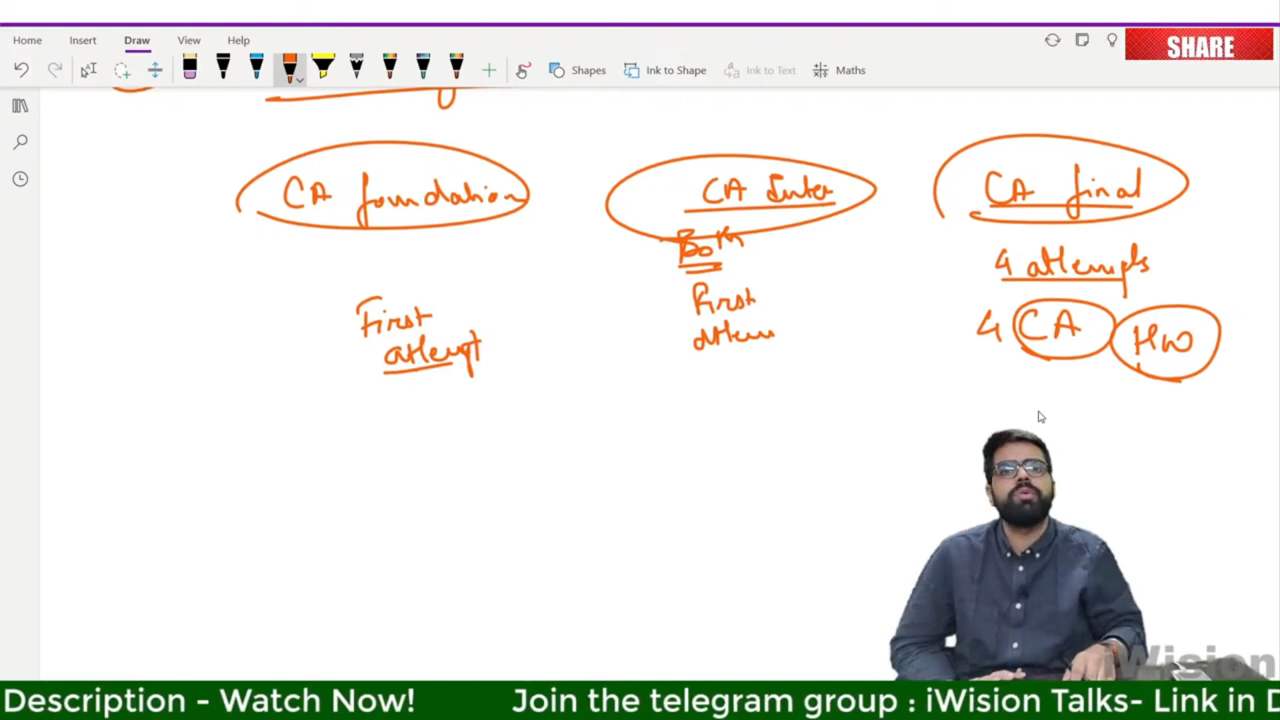 Home Insert Draw View Help
SHARE
Shapes Ink to Shape Ink to Text Maths
CA foundation
CA Inter
CA final
Both
4 attempts
First
attempt
First
4 CA HW
iWision
Description - Watch Now! Join the telegram group : iWision Talks- Link in D